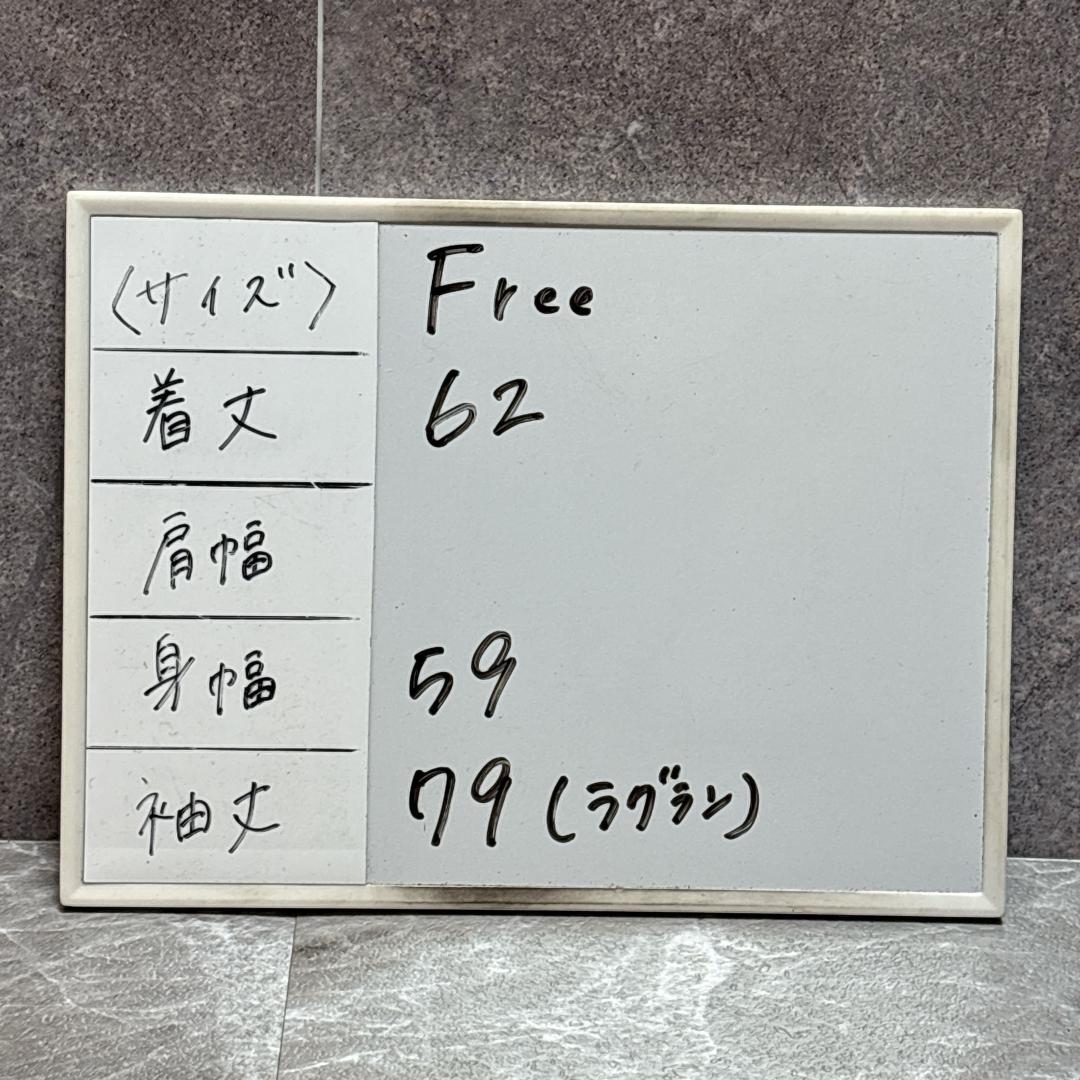 〈サイズ〉 Free
着丈 62
肩幅
身幅 59
袖丈 79 (ラグラン)